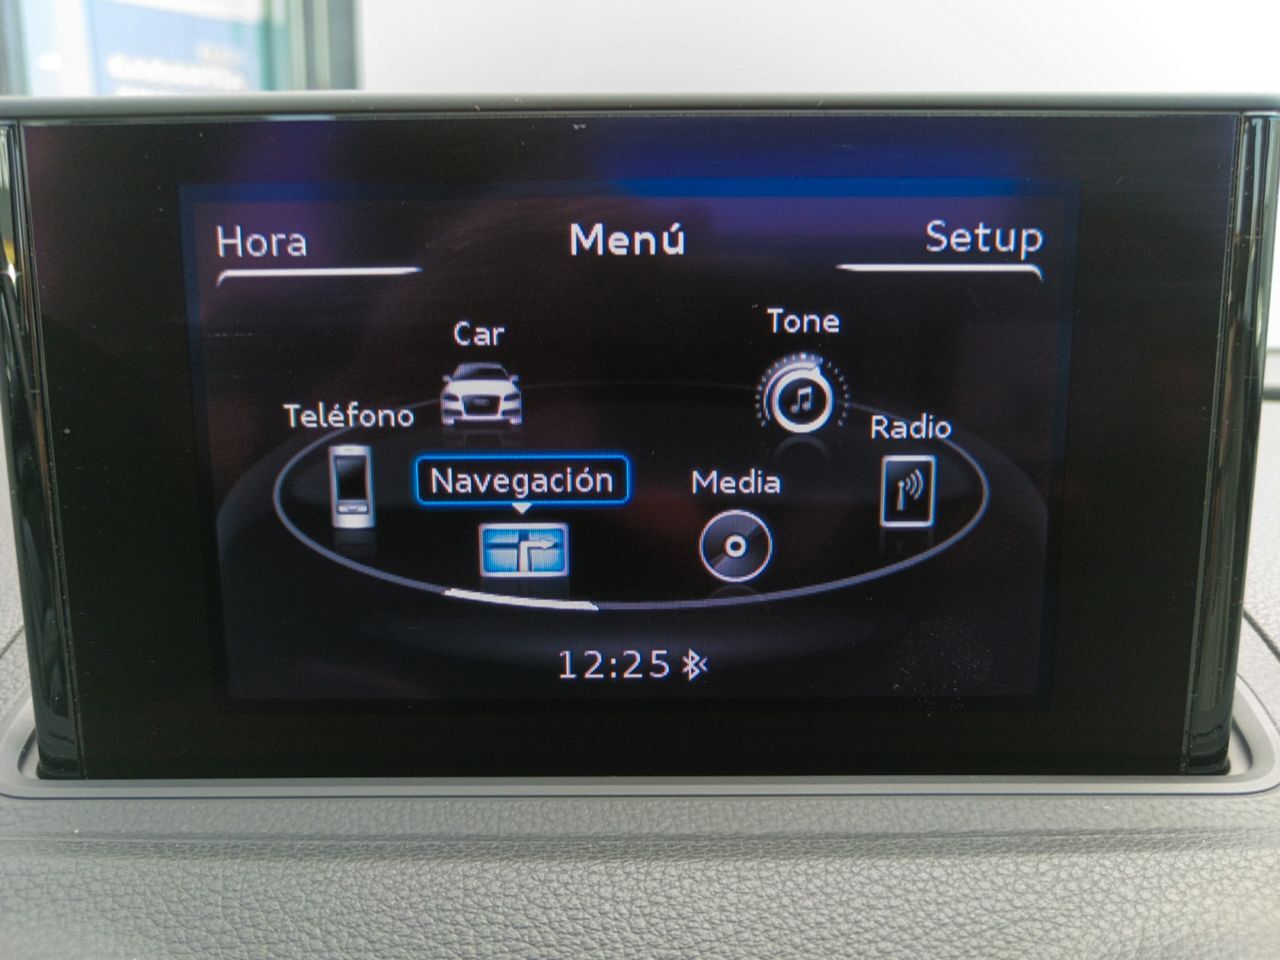 Hora
Menú
Setup
Car
Tone
Teléfono
Radio
Navegación
Media
12:25